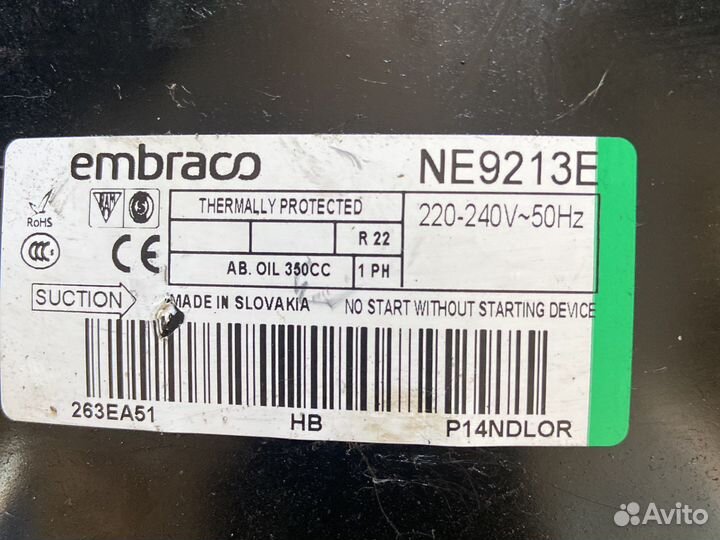 embraco
NE9213E
RoHS
THERMALLY PROTECTED
220-240V~50Hz
R 22
CCC
CE
AB. OIL 350CC
1 PH
SUCTION
MADE IN SLOVAKIA
NO START WITHOUT STARTING DEVICE
263EA51
HB
P14NDLOR
Avito